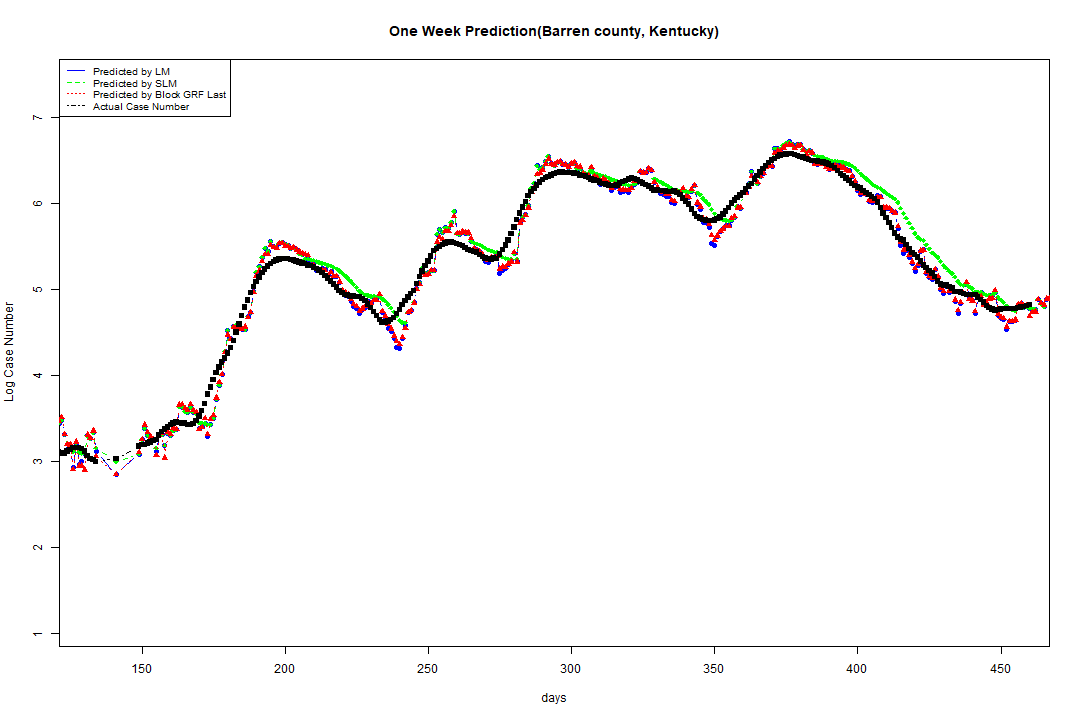 One Week Prediction(Barren county, Kentucky)
Predicted by LM
Predicted by SLM
Predicted by Block GRF Last
Actual Case Number
7
6
5
4
3
2
1
Log Case Number
150 200 250 300 350 400 450
days